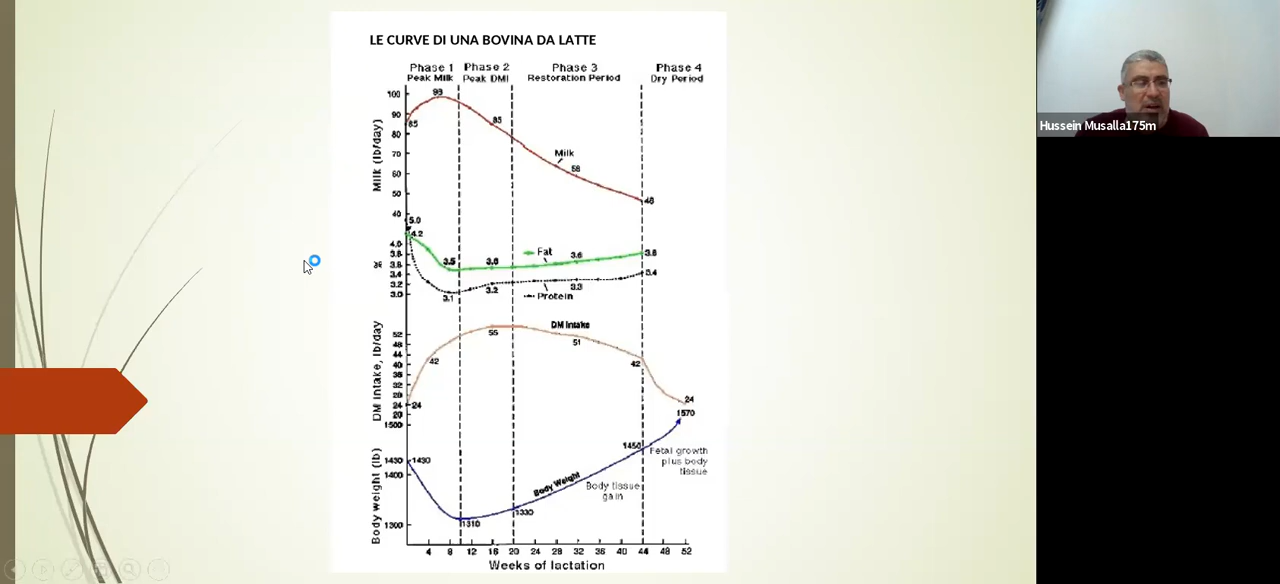 LE CURVE DI UNA BOVINA DA LATTE
Phase 1 Phase 2 Phase 3 Phase 4
Peak Milk Peak DMI Restoration Period Dry Period
Milk (lb/day)
100
90
80
70
60
50
40
85
83
58
Milk
5.0
4.2
%
4.0
3.8
3.6
3.4
3.2
3.0
3.5
3.6
3.8
Fat
3.1
3.2
3.3
3.4
Protein
DM Intake, lb/day
52
48
44
40
36
32
28
24
20
24
42
55
DM Intake
51
42
24
Body weight (lb)
1500
1430
1400
1300
1430
1310
1330
Body Weight
1450
1570
Body tissue
gain
Fetal growth
plus body
tissue
4 8 12 16 20 24 28 32 36 40 44 48 52
Weeks of lactation
Hussein Musalla175m